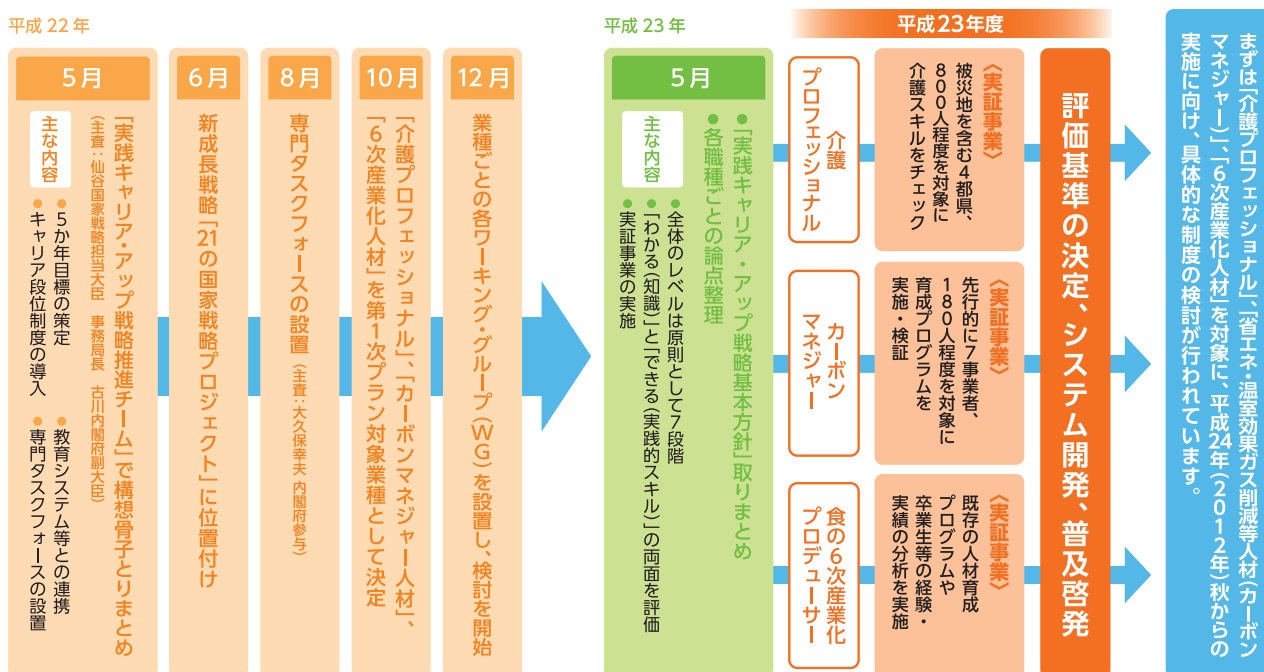 平成22年
5月
「実践キャリア・アップ戦略推進チーム」で構想骨子とりまとめ
（主査：仙谷国家戦略担当大臣　事務局長　古川内閣府副大臣）
主な内容
●5か年目標の策定
●キャリア段位制度の導入
●教育システム等との連携
●専門タスクフォースの設置
6月
新成長戦略「21の国家戦略プロジェクト」に位置付け
8月
専門タスクフォースの設置（主査：大久保幸夫 内閣府参与）
10月
「介護プロフェッショナル」、「カーボンマネジャー人材」、
「6次産業化人材」を第1次プラン対象業種として決定
12月
業種ごとの各ワーキング・グループ（WG）を設置し、検討を開始
平成23年
5月
●「実践キャリア・アップ戦略基本方針」取りまとめ
●各職種ごとの論点整理
主な内容
●全体のレベルは原則として7段階
●「わかる（知識）」と「できる（実践的スキル）」の両面を評価
●実証事業の実施
平成23年度
介護
プロフェッショナル
〈実証事業〉
被災地を含む4都県、
800人程度を対象に
介護スキルをチェック
カーボン
マネジャー
〈実証事業〉
先行的に7事業者、
180人程度を対象に
育成プログラムを
実施・検証
食の6次産業化
プロデューサー
〈実証事業〉
既存の人材育成
プログラムや
卒業生等の経験・
実績の分析を実施
評価基準の決定、システム開発、普及啓発
まずは「介護プロフェッショナル」、「省エネ・温室効果ガス削減等人材（カーボン
マネジャー）」、「6次産業化人材」を対象に、平成24年（2012年）秋からの
実施に向け、具体的な制度の検討が行われています。